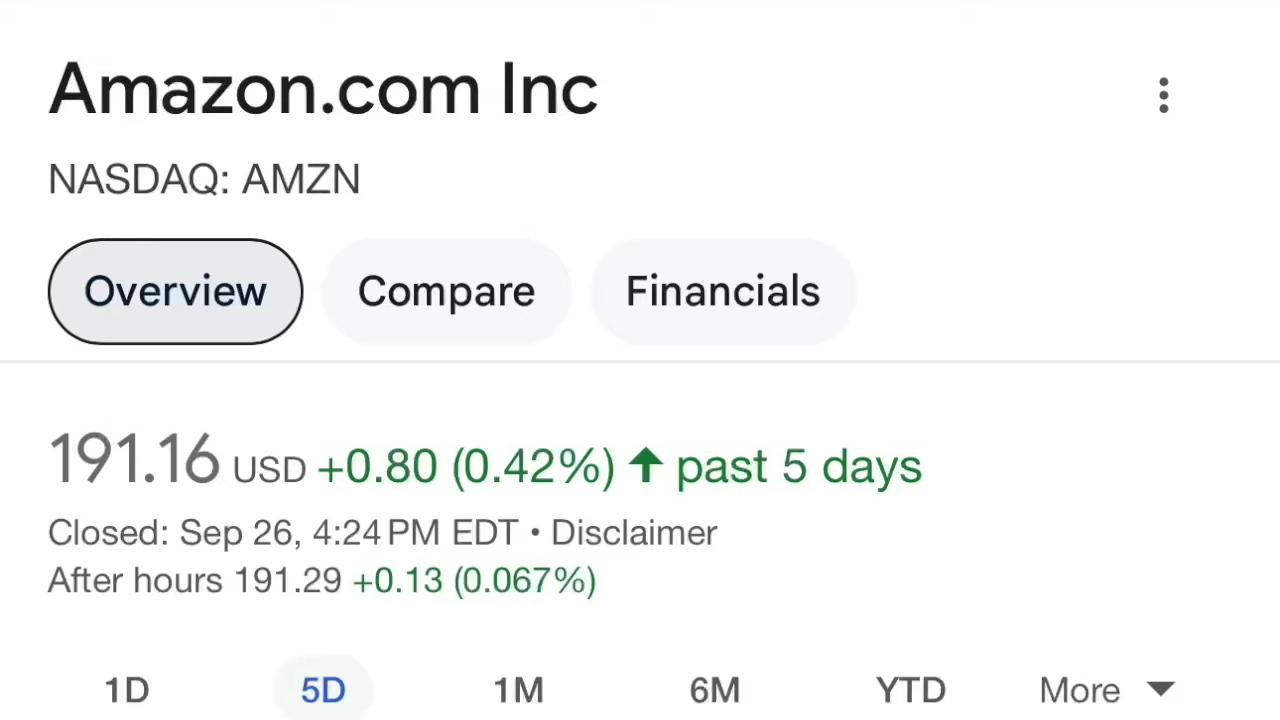 Amazon.com Inc
NASDAQ: AMZN
Overview Compare Financials
191.16 USD +0.80 (0.42%) ↑ past 5 days
Closed: Sep 26, 4:24 PM EDT • Disclaimer
After hours 191.29 +0.13 (0.067%)
1D 5D 1M 6M YTD More